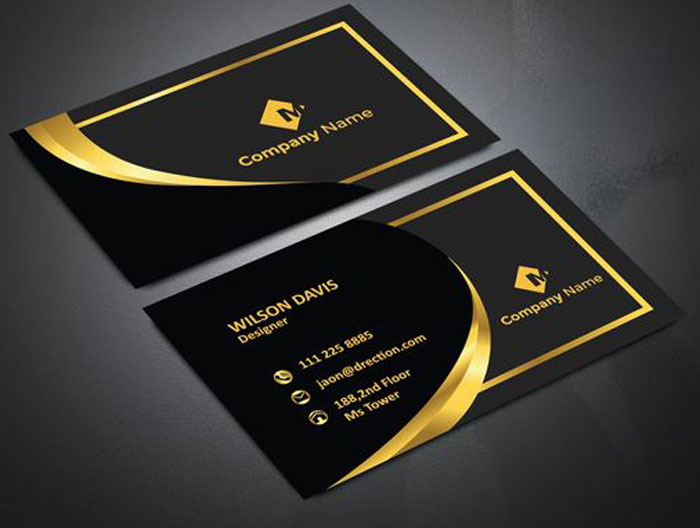 M
Company Name
WILSON DAVIS
Designer
111 225 8885
jaon@drection.com
188,2nd Floor
Ms Tower
M
Company Name